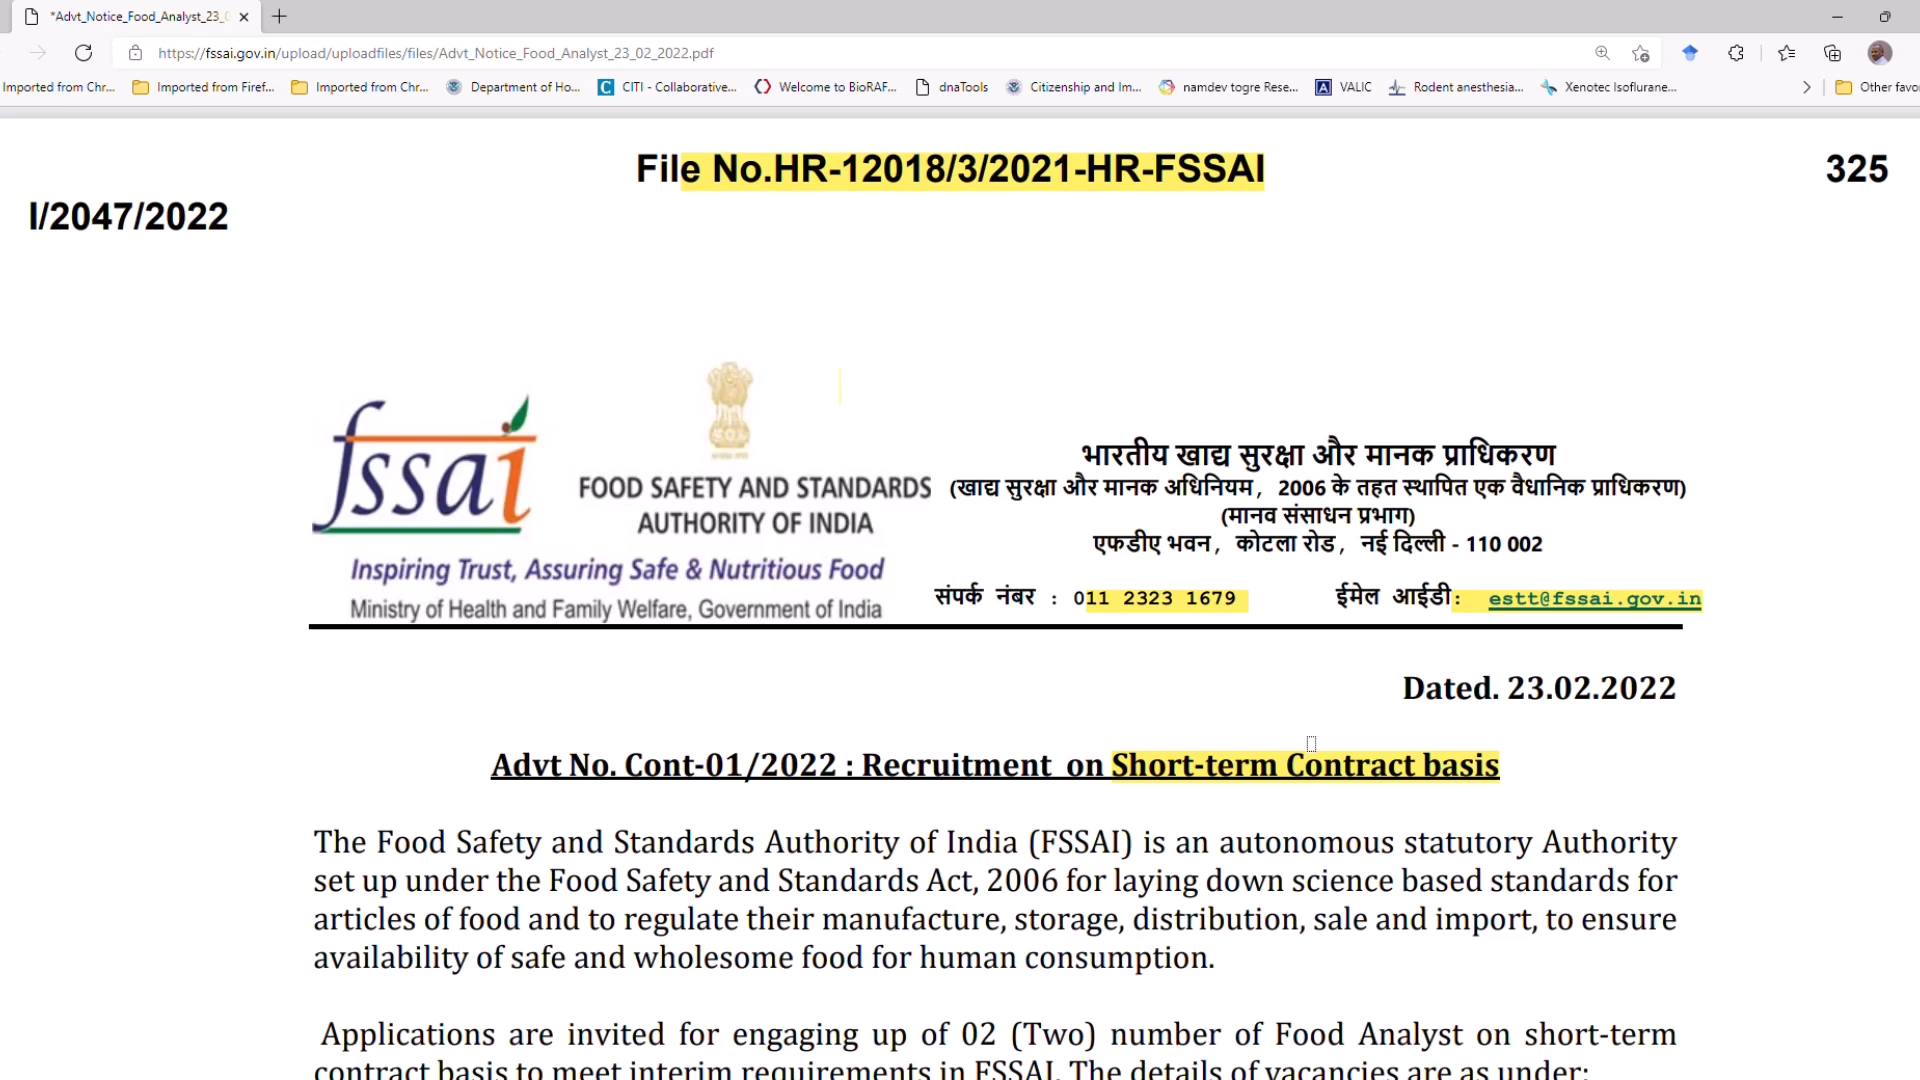 *Advt_Notice_Food_Analyst_23_
https://fssai.gov.in/upload/uploadfiles/files/Advt_Notice_Food_Analyst_23_02_2022.pdf
Imported from Chr... Imported from Firef... Imported from Chr... Department of Ho... CITI - Collaborative... Welcome to BioRAF... dnaTools Citizenship and Im... namdev togre Rese... VALIC Rodent anesthesia... Xenotec Isoflurane... Other favo
File No.HR-12018/3/2021-HR-FSSAI 325
I/2047/2022
fssai
FOOD SAFETY AND STANDARDS
AUTHORITY OF INDIA
Inspiring Trust, Assuring Safe & Nutritious Food
Ministry of Health and Family Welfare, Government of India
भारतीय खाद्य सुरक्षा और मानक प्राधिकरण
(खाद्य सुरक्षा और मानक अधिनियम, 2006 के तहत स्थापित एक वैधानिक प्राधिकरण)
(मानव संसाधन प्रभाग)
एफडीए भवन, कोटला रोड, नई दिल्ली - 110 002
संपर्क नंबर : 011 2323 1679 ईमेल आईडी: estt@fssai.gov.in
Dated. 23.02.2022
Advt No. Cont-01/2022 : Recruitment on Short-term Contract basis
The Food Safety and Standards Authority of India (FSSAI) is an autonomous statutory Authority
set up under the Food Safety and Standards Act, 2006 for laying down science based standards for
articles of food and to regulate their manufacture, storage, distribution, sale and import, to ensure
availability of safe and wholesome food for human consumption.
Applications are invited for engaging up of 02 (Two) number of Food Analyst on short-term
contract basis to meet interim requirements in FSSAI. The details of vacancies are as under: